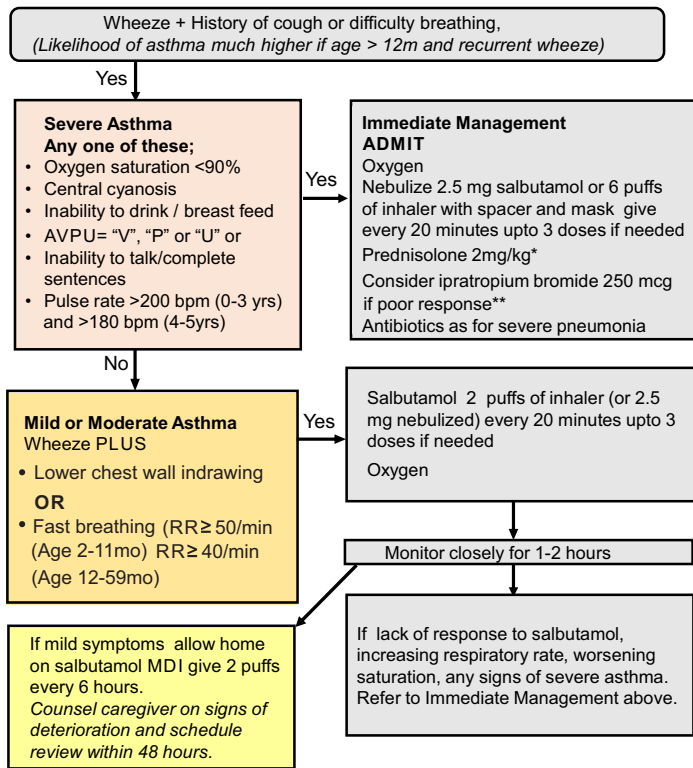 Wheeze + History of cough or difficulty breathing,
(Likelihood of asthma much higher if age > 12m and recurrent wheeze)
Yes
Severe Asthma
Any one of these;
• Oxygen saturation <90%
• Central cyanosis
• Inability to drink / breast feed
• AVPU= “V”, “P” or “U” or
• Inability to talk/complete
sentences
• Pulse rate >200 bpm (0-3 yrs)
and >180 bpm (4-5yrs)
Yes
Immediate Management
ADMIT
Oxygen
Nebulize 2.5 mg salbutamol or 6 puffs
of inhaler with spacer and mask give
every 20 minutes upto 3 doses if needed
Prednisolone 2mg/kg*
Consider ipratropium bromide 250 mcg
if poor response**
Antibiotics as for severe pneumonia
No
Mild or Moderate Asthma
Wheeze PLUS
• Lower chest wall indrawing
OR
• Fast breathing (RR≥ 50/min
(Age 2-11mo) RR≥ 40/min
(Age 12-59mo)
Yes
Salbutamol 2 puffs of inhaler (or 2.5
mg nebulized) every 20 minutes upto 3
doses if needed
Oxygen
Monitor closely for 1-2 hours
If mild symptoms allow home
on salbutamol MDI give 2 puffs
every 6 hours.
Counsel caregiver on signs of
deterioration and schedule
review within 48 hours.
If lack of response to salbutamol,
increasing respiratory rate, worsening
saturation, any signs of severe asthma.
Refer to Immediate Management above.